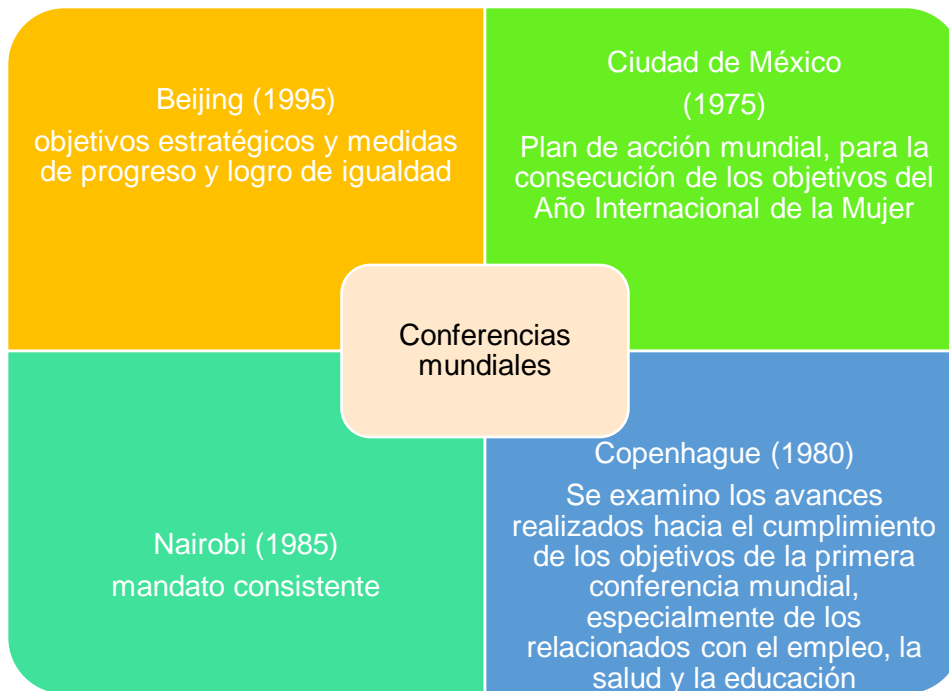 Beijing (1995)
objetivos estratégicos y medidas
de progreso y logro de igualdad
Ciudad de México
(1975)
Plan de acción mundial, para la
consecución de los objetivos del
Año Internacional de la Mujer
Conferencias
mundiales
Nairobi (1985)
mandato consistente
Copenhague (1980)
Se examino los avances
realizados hacia el cumplimiento
de los objetivos de la primera
conferencia mundial,
especialmente de los
relacionados con el empleo, la
salud y la educación